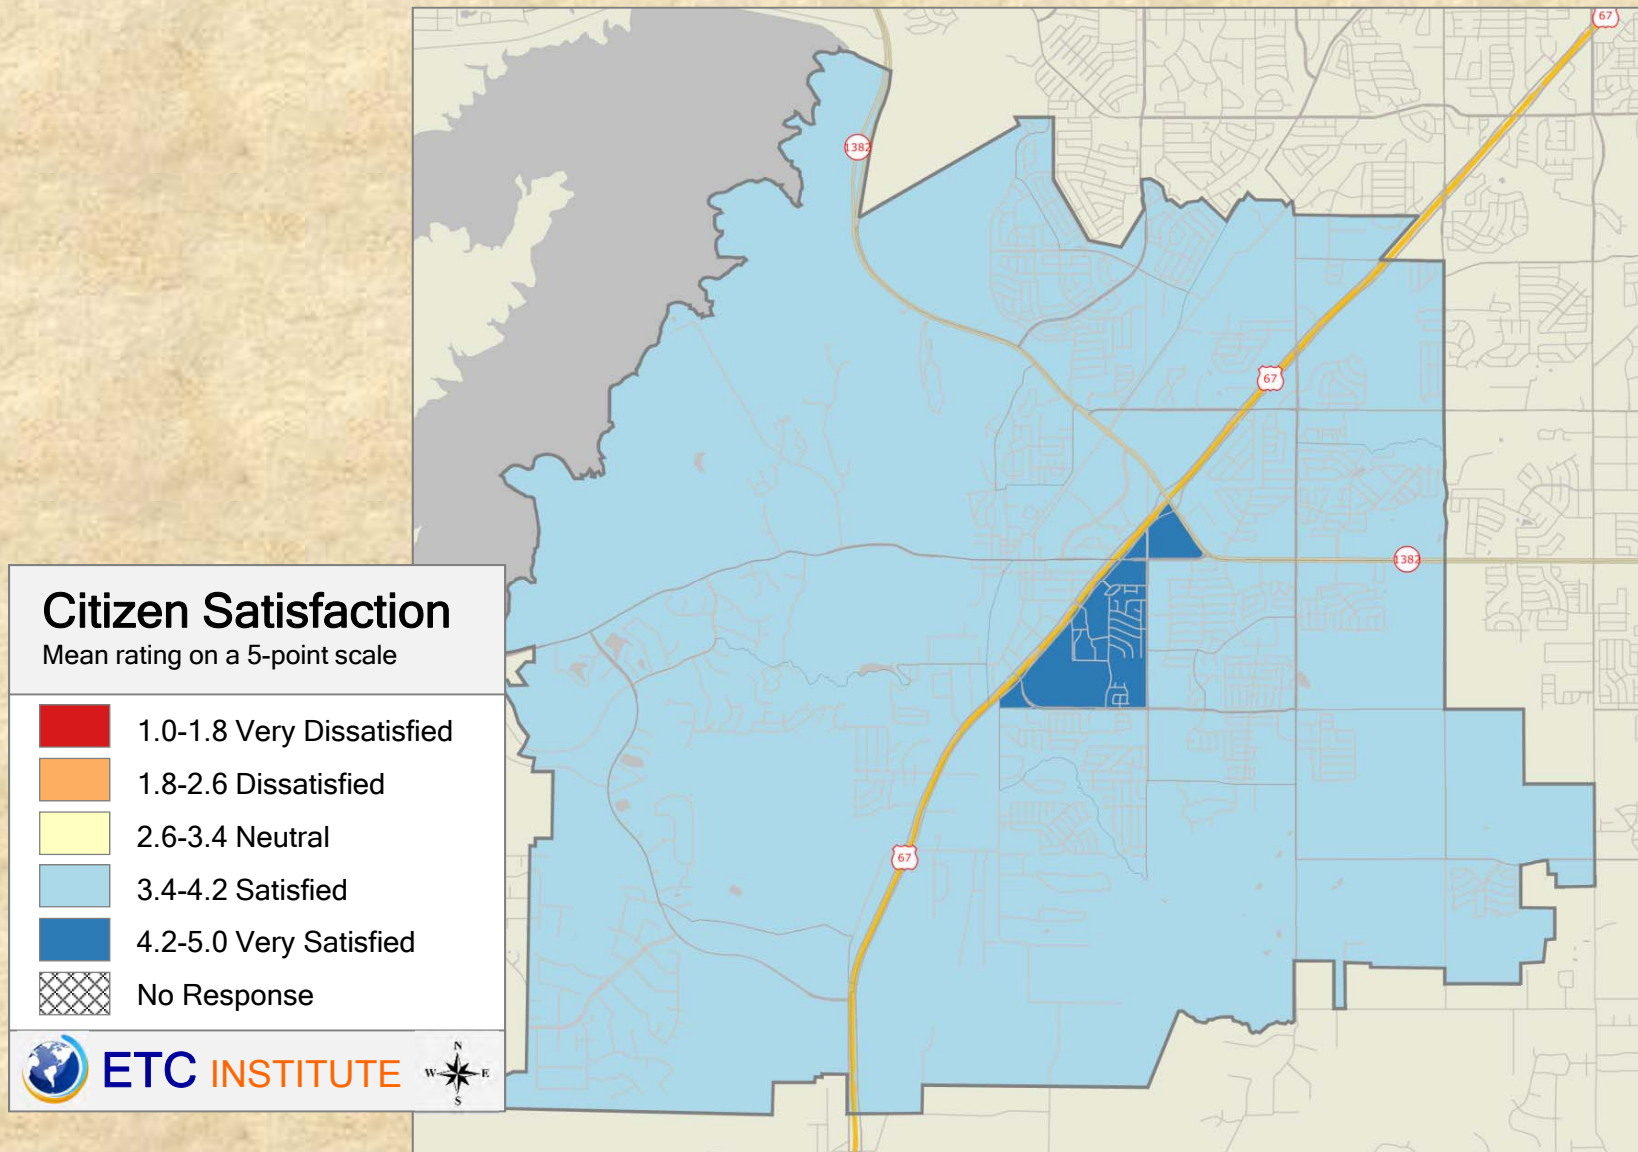 67
1382
67
1382
67
Citizen Satisfaction
Mean rating on a 5-point scale
1.0-1.8 Very Dissatisfied
1.8-2.6 Dissatisfied
2.6-3.4 Neutral
3.4-4.2 Satisfied
4.2-5.0 Very Satisfied
No Response
ETC INSTITUTE
N
W E
S